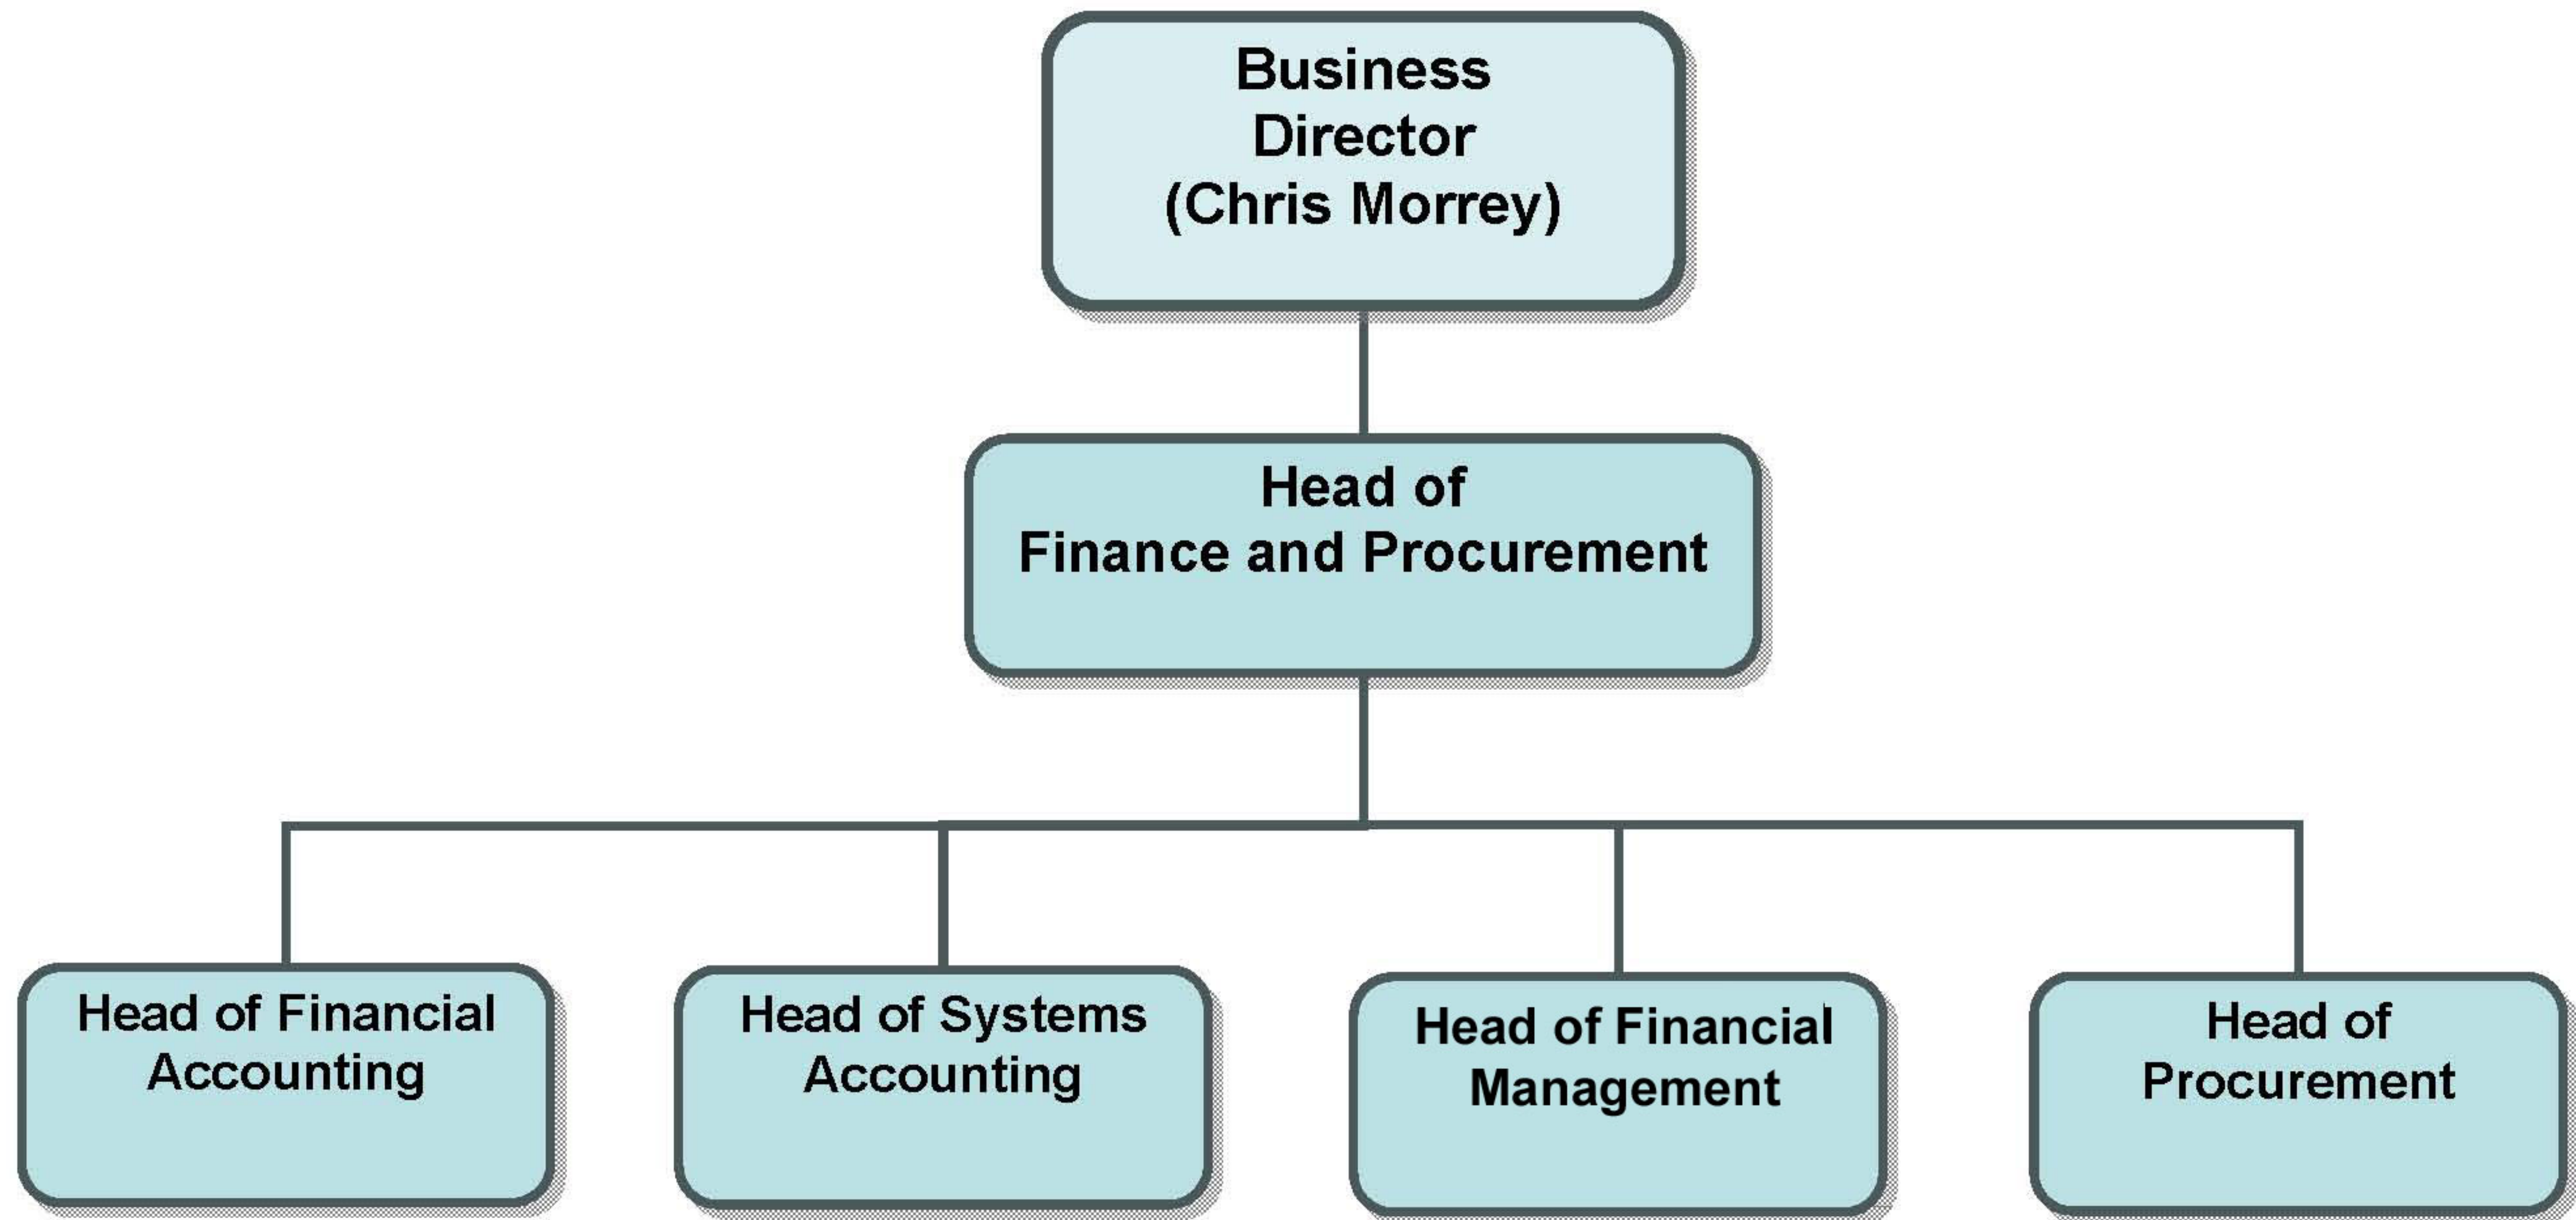 Business
Director
(Chris Morrey)
Head of
Finance and Procurement
Head of Financial
Accounting
Head of Systems
Accounting
Head of Financial
Management
Head of
Procurement